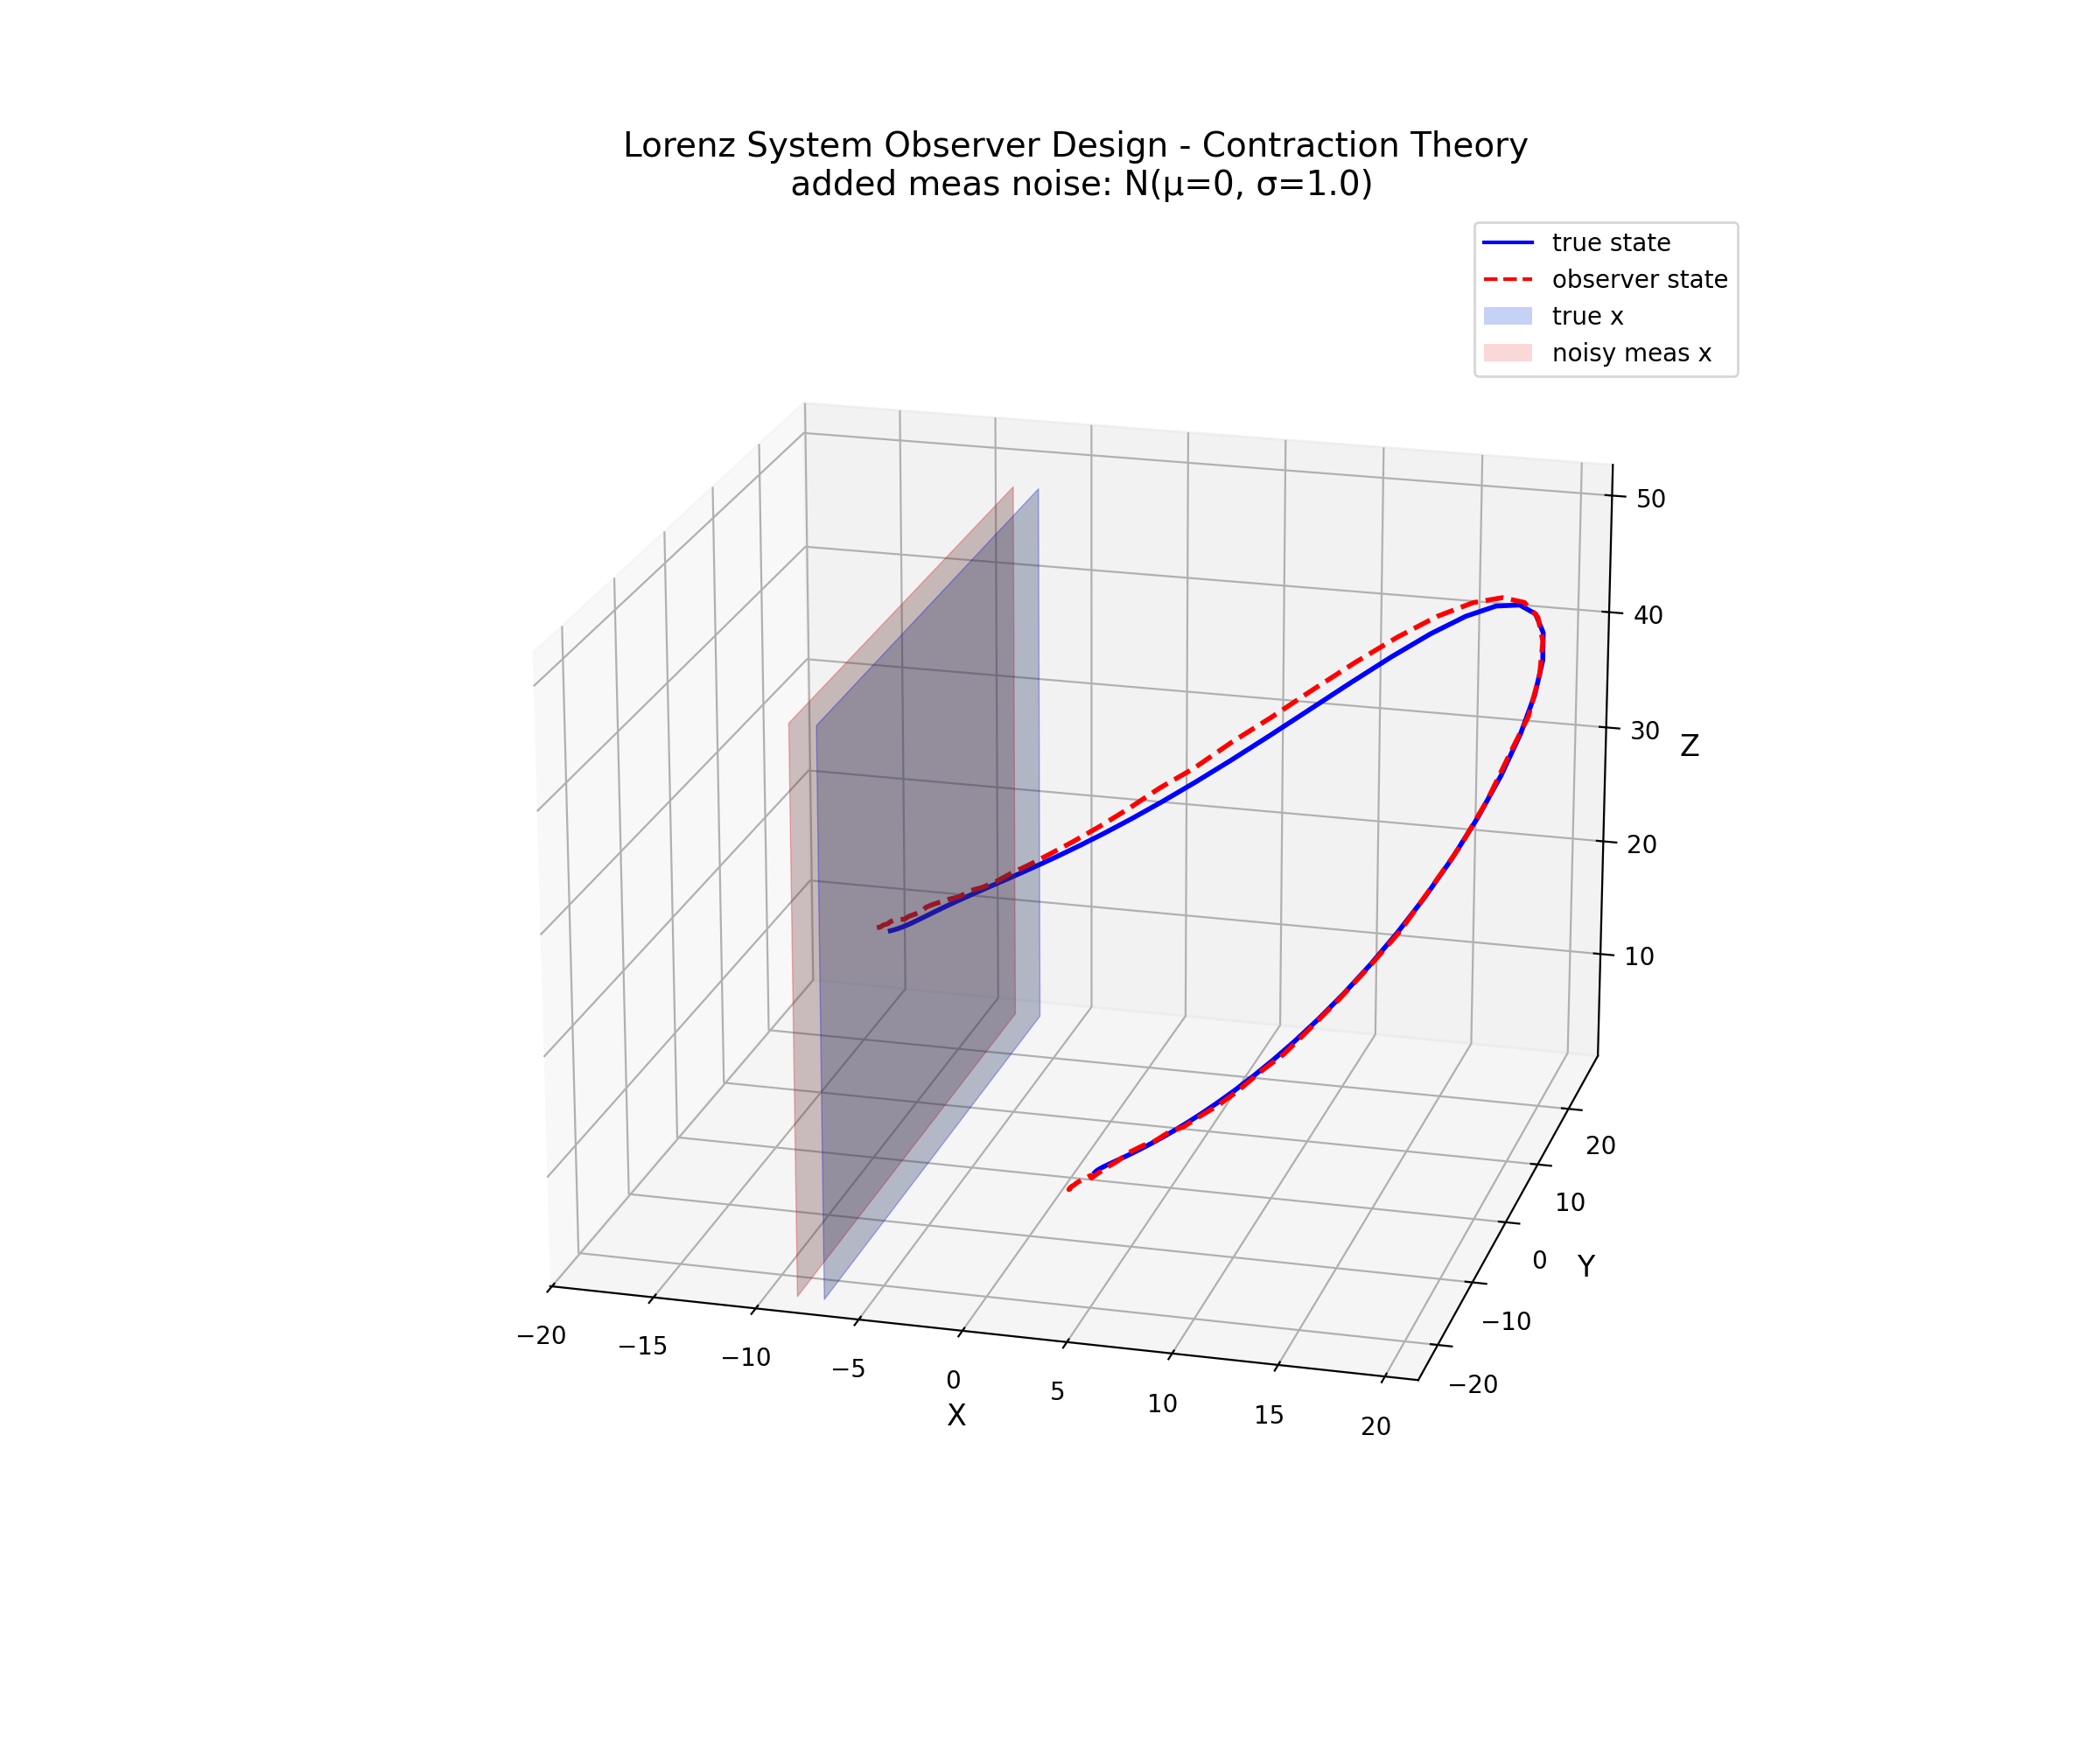 Lorenz System Observer Design - Contraction Theory
added meas noise: N(μ=0, σ=1.0)
true state
observer state
true x
noisy meas x
50
40
30
Z
20
10
20
10
0
Y
−10
−20
−20
−15
−10
−5
0
5
10
15
20
X